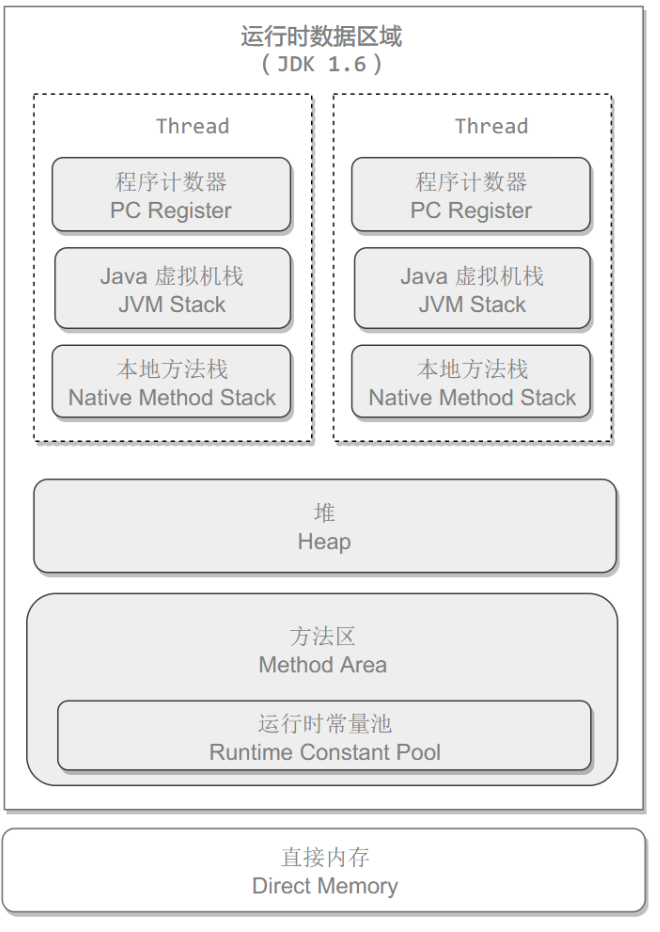 运行时数据区域
( JDK 1.6 )
Thread
程序计数器
PC Register
Java 虚拟机栈
JVM Stack
本地方法栈
Native Method Stack
Thread
程序计数器
PC Register
Java 虚拟机栈
JVM Stack
本地方法栈
Native Method Stack
堆
Heap
方法区
Method Area
运行时常量池
Runtime Constant Pool
直接内存
Direct Memory